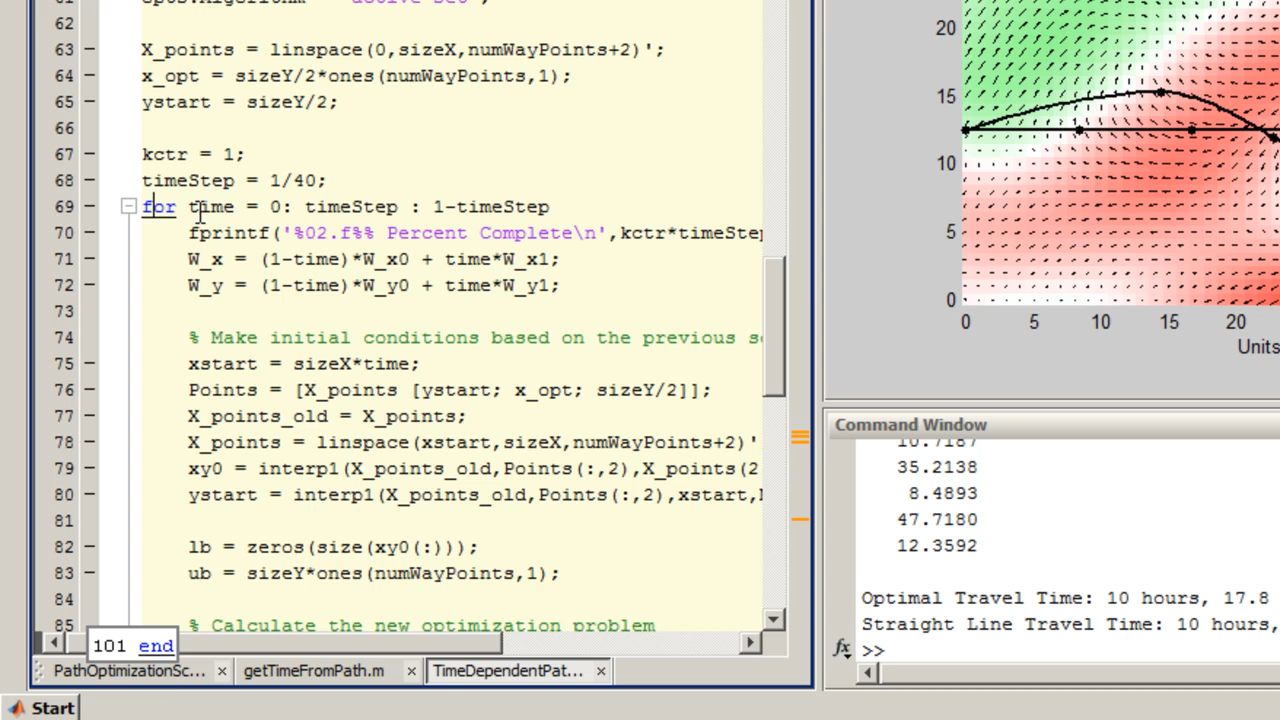 61
62
63 — X_points = linspace(0,sizeX,numWayPoints+2)';
64 — x_opt = sizeY/2*ones(numWayPoints,1);
65 — ystart = sizeY/2;
66
67 — kctr = 1;
68 — timeStep = 1/40;
69 — for time = 0: timeStep : 1-timeStep
70 — fprintf('%02.f%% Percent Complete\n',kctr*timeStep
71 — W_x = (1-time)*W_x0 + time*W_x1;
72 — W_y = (1-time)*W_y0 + time*W_y1;
73
74 % Make initial conditions based on the previous s
75 — xstart = sizeX*time;
76 — Points = [X_points [ystart; x_opt; sizeY/2]];
77 — X_points_old = X_points;
78 — X_points = linspace(xstart,sizeX,numWayPoints+2)'
79 — xy0 = interp1(X_points_old,Points(:,2),X_points(2
80 — ystart = interp1(X_points_old,Points(:,2),xstart,
81
82 — lb = zeros(size(xy0(:)));
83 — ub = sizeY*ones(numWayPoints,1);
84
85 % Calculate the new optimization problem
101 end
PathOptimizationSc... × getTimeFromPath.m × TimeDependentPat... ×
Start
20
15
10
5
0
0 5 10 15 20
Units
Command Window
10.7187
35.2138
8.4893
47.7180
12.3592
Optimal Travel Time: 10 hours, 17.8
Straight Line Travel Time: 10 hours,
fx >>